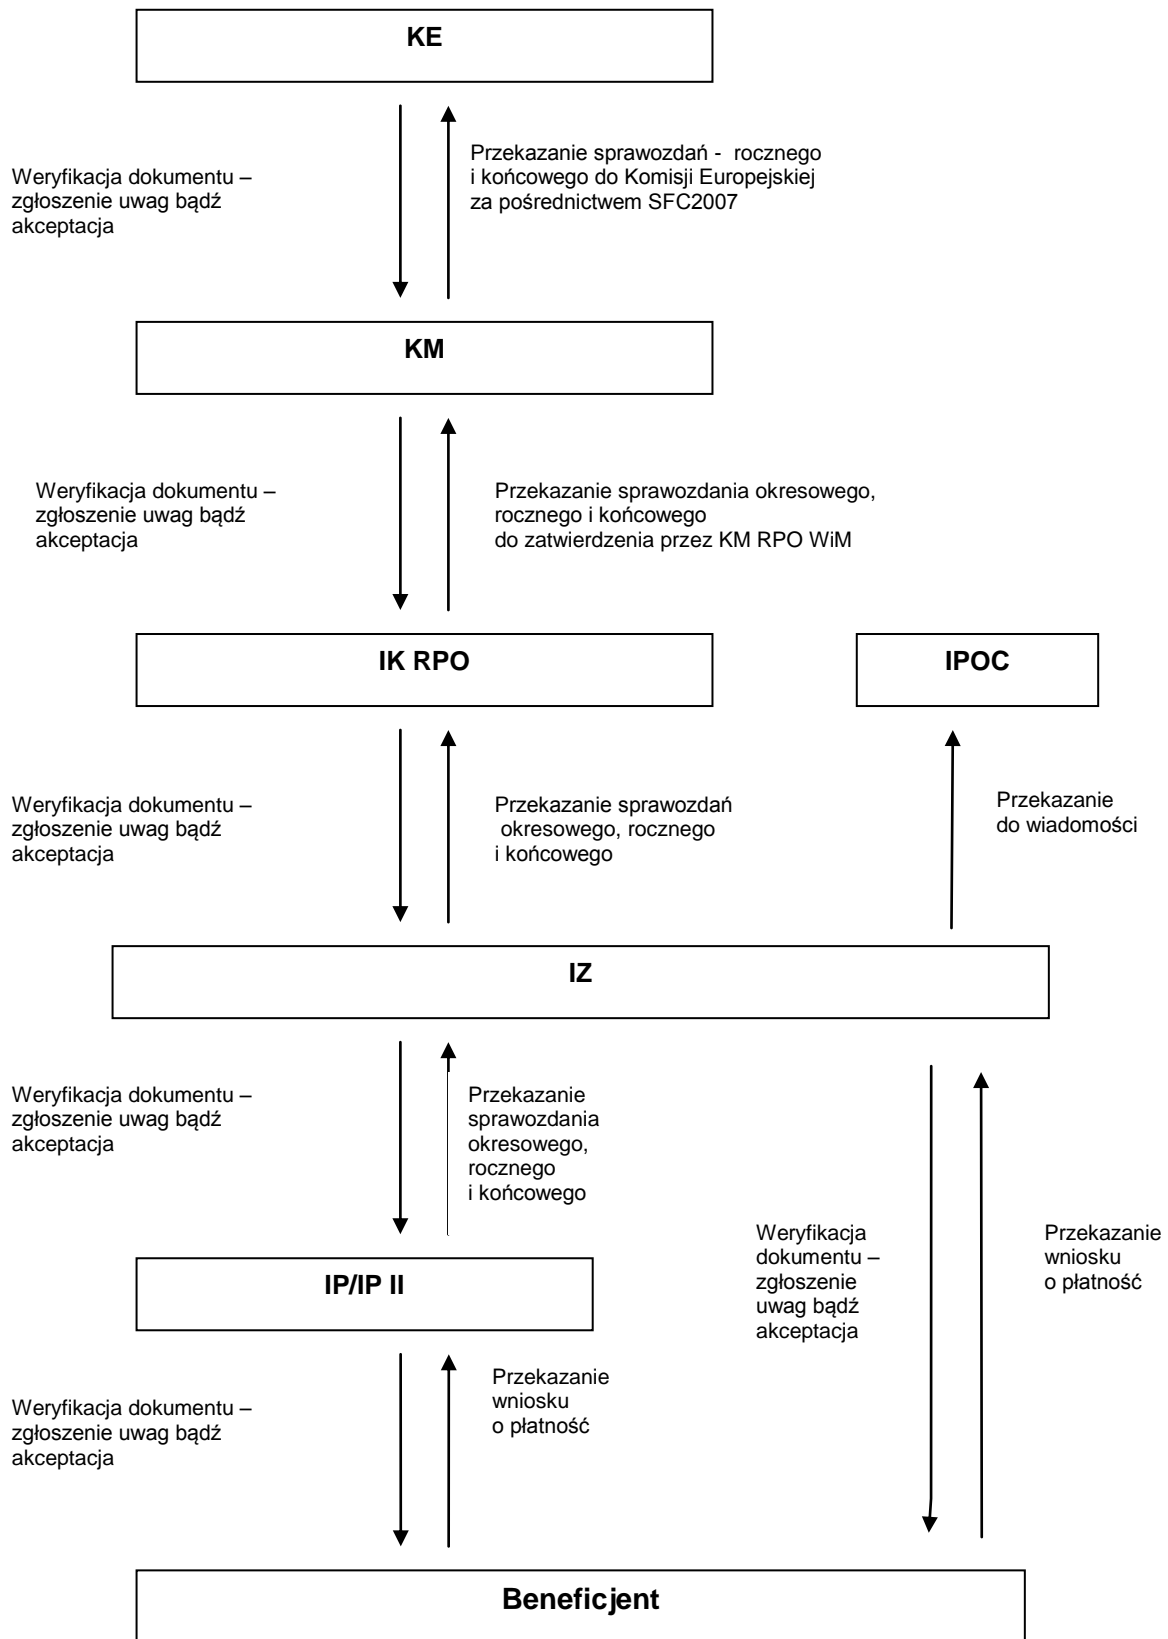 KE
Weryfikacja dokumentu –
zgłoszenie uwag bądź
akceptacja
Przekazanie sprawozdań - rocznego
i końcowego do Komisji Europejskiej
za pośrednictwem SFC2007
KM
Weryfikacja dokumentu –
zgłoszenie uwag bądź
akceptacja
Przekazanie sprawozdania okresowego,
rocznego i końcowego
do zatwierdzenia przez KM RPO WiM
IK RPO
IPOC
Weryfikacja dokumentu –
zgłoszenie uwag bądź
akceptacja
Przekazanie sprawozdań
okresowego, rocznego
i końcowego
Przekazanie
do wiadomości
IZ
Weryfikacja dokumentu –
zgłoszenie uwag bądź
akceptacja
Przekazanie
sprawozdania
okresowego,
rocznego
i końcowego
Weryfikacja
dokumentu –
zgłoszenie
uwag bądź
akceptacja
Przekazanie
wniosku
o płatność
IP/IP II
Weryfikacja dokumentu –
zgłoszenie uwag bądź
akceptacja
Przekazanie
wniosku
o płatność
Beneficjent